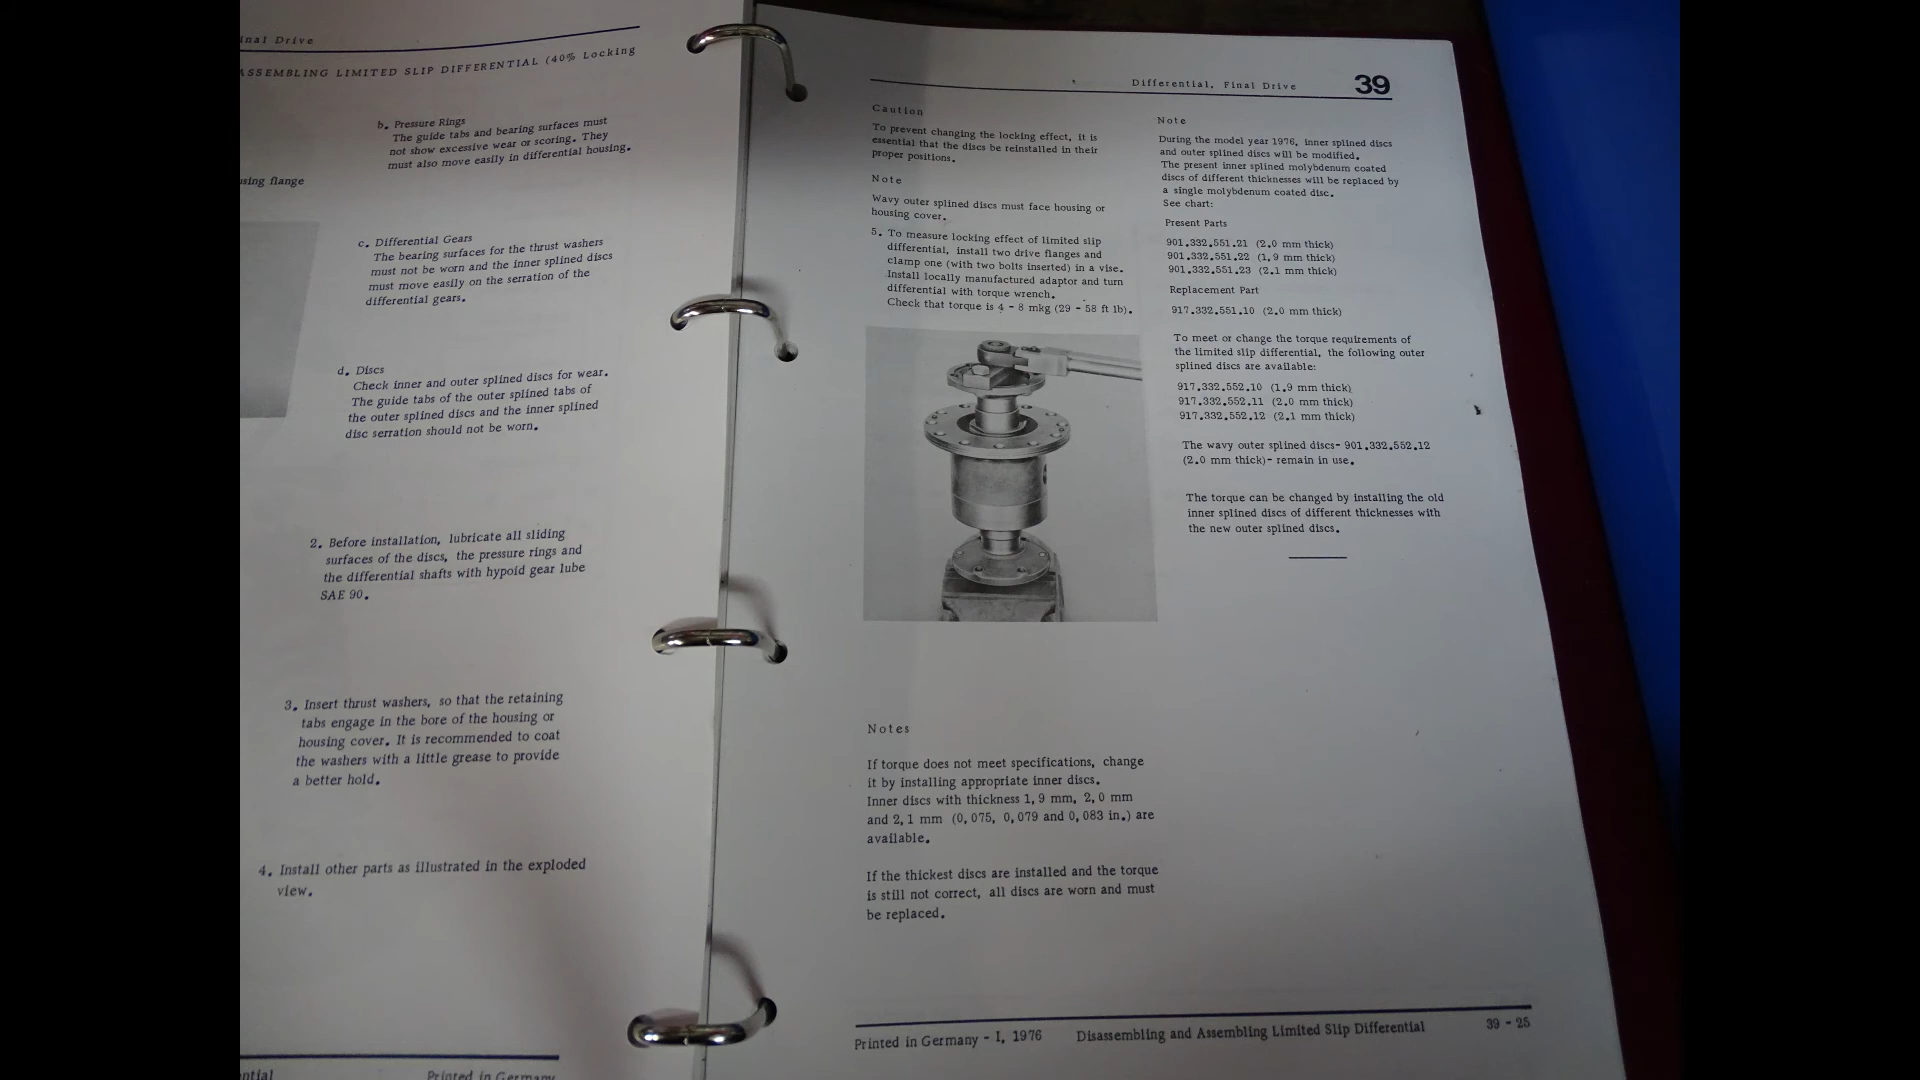 inal Drive
ASSEMBLING LIMITED SLIP DIFFERENTIAL (40% Locking
b. Pressure Rings
The guide tabs and bearing surfaces must
not show excessive wear or scoring. They
must also move easily in differential housing.
using flange
c. Differential Gears
The bearing surfaces for the thrust washers
must not be worn and the inner splined discs
must move easily on the serration of the
differential gears.
d. Discs
Check inner and outer splined discs for wear.
The guide tabs of the outer splined tabs of
the outer splined discs and the inner splined
disc serration should not be worn.
2. Before installation, lubricate all sliding
surfaces of the discs, the pressure rings and
the differential shafts with hypoid gear lube
SAE 90.
3. Insert thrust washers, so that the retaining
tabs engage in the bore of the housing or
housing cover. It is recommended to coat
the washers with a little grease to provide
a better hold.
4. Install other parts as illustrated in the exploded
view.
ential
Printed in Germany
Differential, Final Drive 39
Caution
To prevent changing the locking effect, it is
essential that the discs be reinstalled in their
proper positions.
Note
Wavy outer splined discs must face housing or
housing cover.
5. To measure locking effect of limited slip
differential, install two drive flanges and
clamp one (with two bolts inserted) in a vise.
Install locally manufactured adaptor and turn
differential with torque wrench.
Check that torque is 4 - 8 mkg (29 - 58 ft lb).
Notes
If torque does not meet specifications, change
it by installing appropriate inner discs.
Inner discs with thickness 1,9 mm, 2,0 mm
and 2,1 mm (0,075, 0,079 and 0,083 in.) are
available.
If the thickest discs are installed and the torque
is still not correct, all discs are worn and must
be replaced.
Note
During the model year 1976, inner splined discs
and outer splined discs will be modified.
The present inner splined molybdenum coated
discs of different thicknesses will be replaced by
a single molybdenum coated disc.
See chart:
Present Parts
901.332.551.21 (2.0 mm thick)
901.332.551.22 (1,9 mm thick)
901.332.551.23 (2.1 mm thick)
Replacement Part
917.332.551.10 (2.0 mm thick)
To meet or change the torque requirements of
the limited slip differential, the following outer
splined discs are available:
917.332.552.10 (1.9 mm thick)
917.332.552.11 (2.0 mm thick)
917.332.552.12 (2.1 mm thick)
The wavy outer splined discs- 901.332.552.12
(2.0 mm thick)- remain in use.
The torque can be changed by installing the old
inner splined discs of different thicknesses with
the new outer splined discs.
Printed in Germany - I, 1976 Disassembling and Assembling Limited Slip Differential 39 - 25